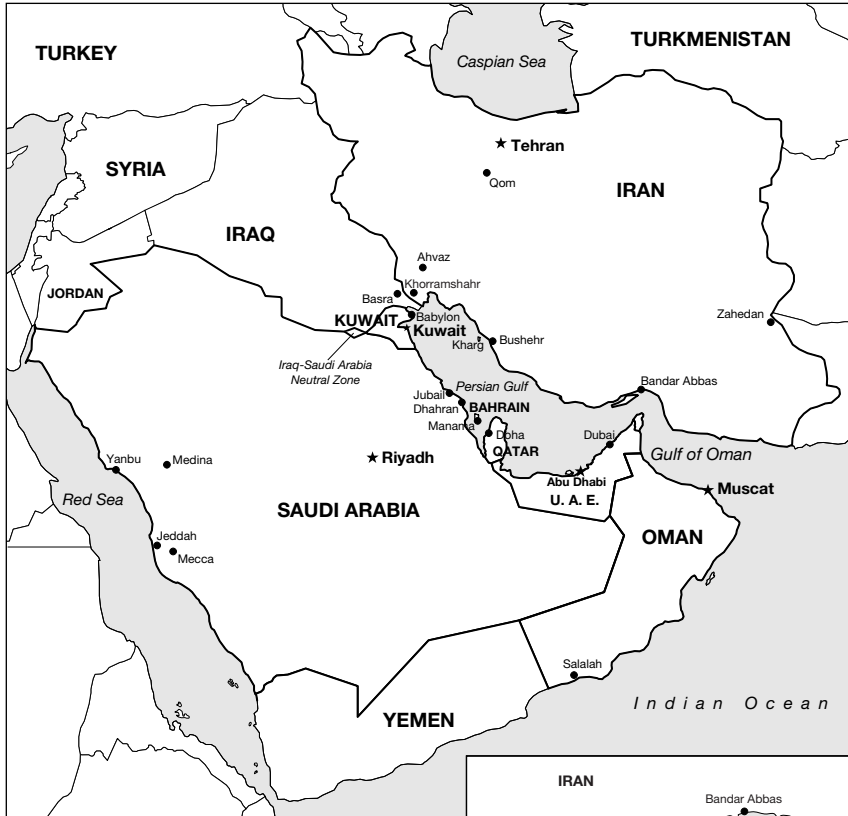 TURKEY
TURKMENISTAN
Caspian Sea
Tehran
SYRIA
Qom
IRAN
IRAQ
Ahvaz
JORDAN
Khorramshahr
Basra
Babylon
KUWAIT
Kuwait
Zahedan
Kharg
Bushehr
Iraq-Saudi Arabia
Neutral Zone
Persian Gulf
Bandar Abbas
Jubail
Dhahran
BAHRAIN
Manama
Doha
Dubai
QATAR
Gulf of Oman
Yanbu
Medina
Riyadh
Abu Dhabi
Muscat
Red Sea
U. A. E.
SAUDI ARABIA
Jeddah
OMAN
Mecca
Salalah
Indian Ocean
YEMEN
IRAN
Bandar Abbas